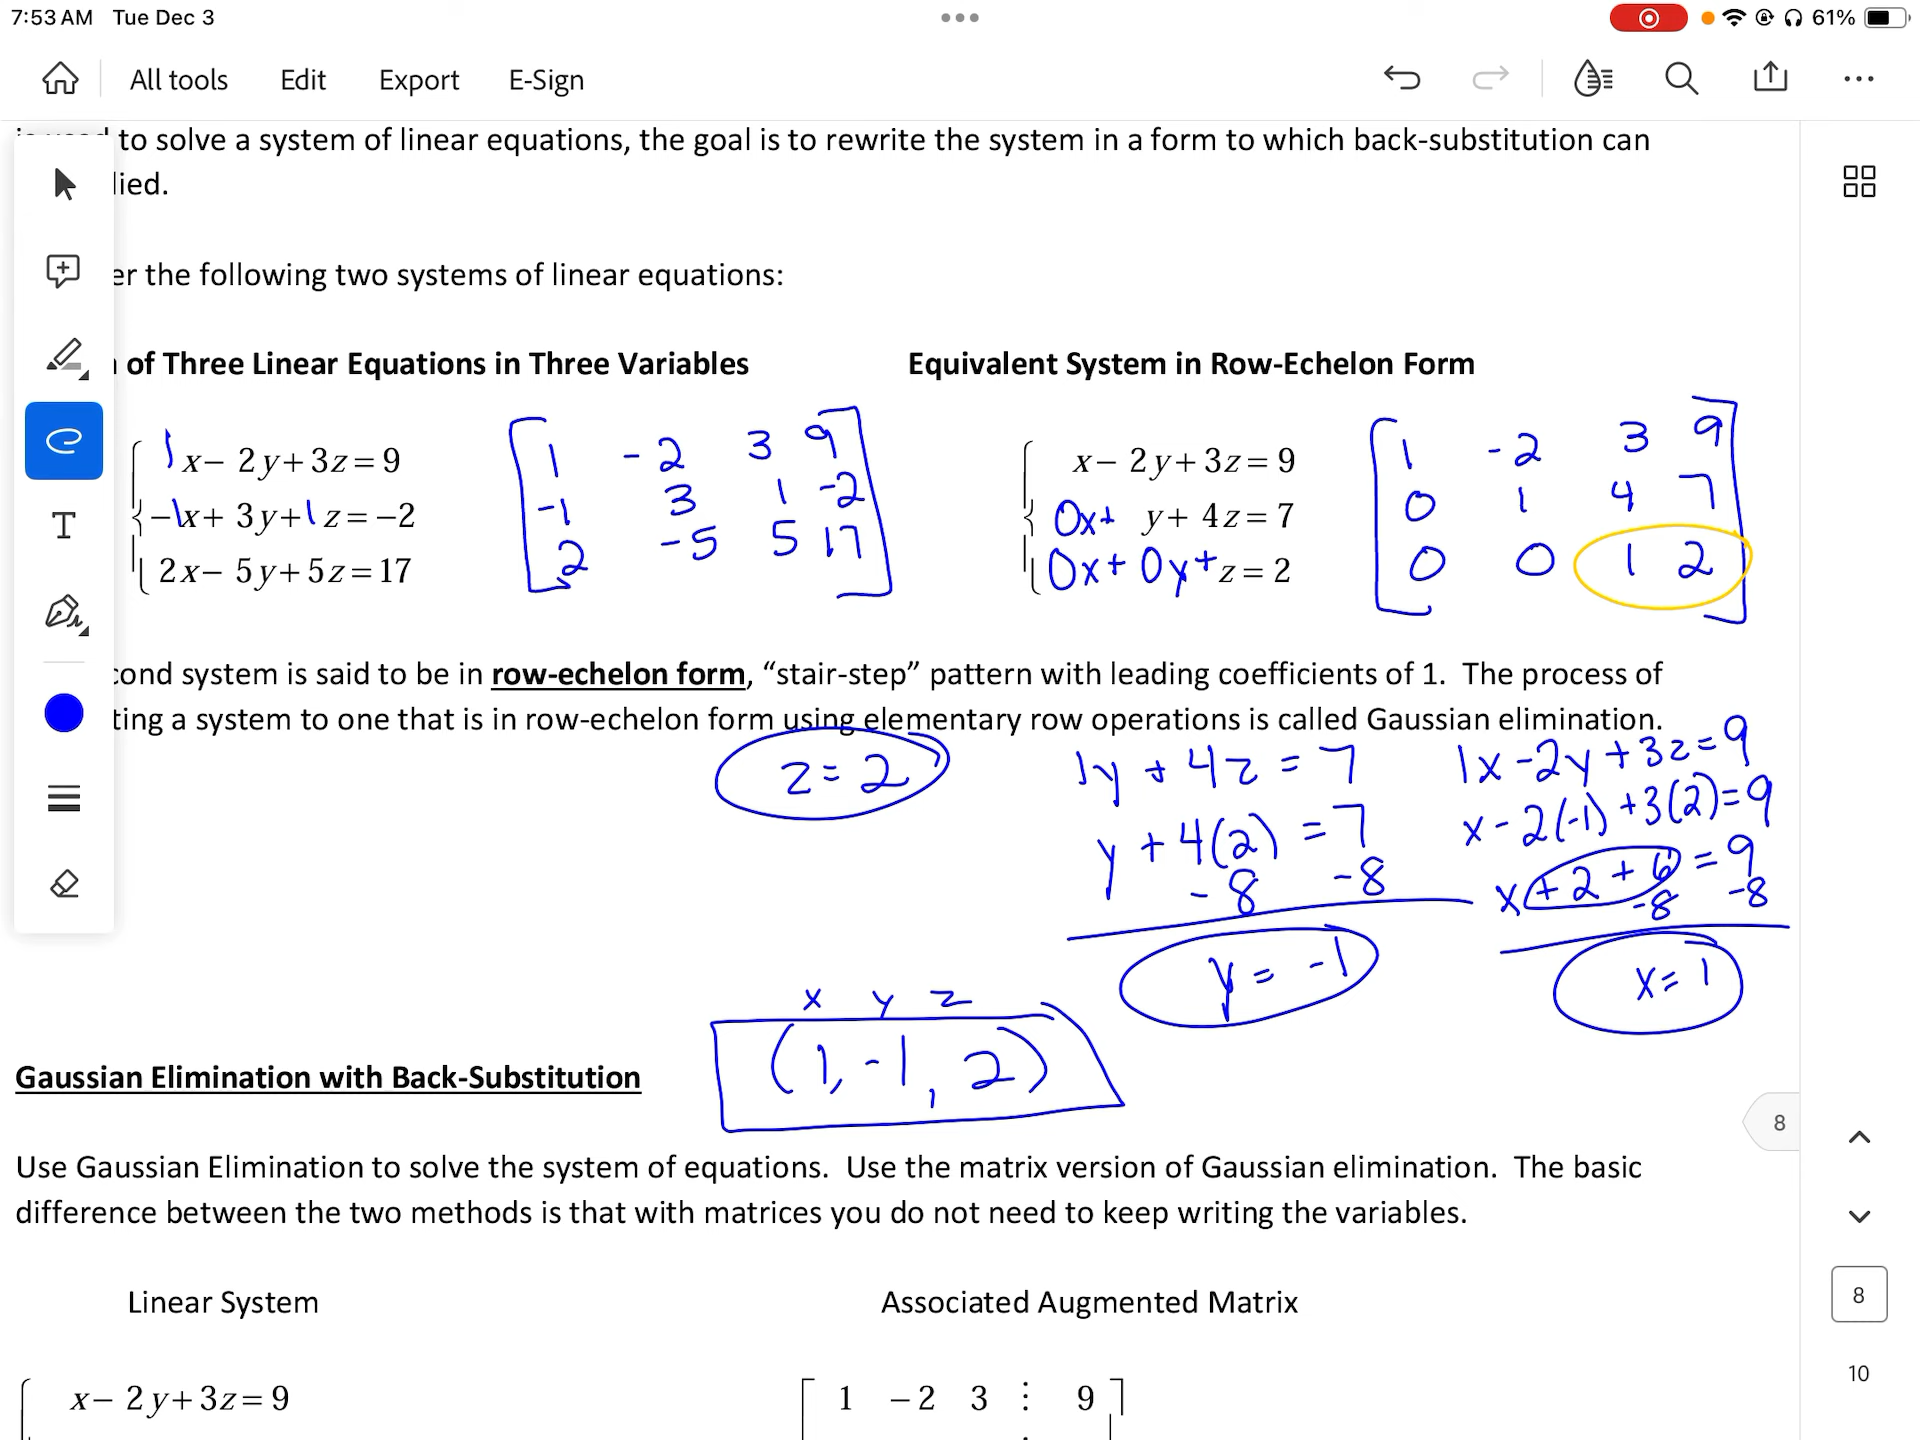 7:53 AM Tue Dec 3
61%
All tools Edit Export E-Sign
to solve a system of linear equations, the goal is to rewrite the system in a form to which back-substitution can
lied.
er the following two systems of linear equations:
of Three Linear Equations in Three Variables
1x− 2y+3z=9
−1x+ 3y+1z=−2
2x− 5y+5z=17
1 -2 3 9
-1 3 1 -2
2 -5 5 17
Equivalent System in Row-Echelon Form
x− 2y+3z=9
0x+ y+ 4z=7
0x+0y+z=2
1 -2 3 9
0 1 4 7
0 0 1 2
cond system is said to be in row-echelon form, “stair-step” pattern with leading coefficients of 1. The process of
ting a system to one that is in row-echelon form using elementary row operations is called Gaussian elimination.
z=2
1y+4z=7
y+4(2)=7
-8 -8
y=-1
1x-2y+3z=9
x-2(-1)+3(2)=9
x+2+6=9
-8 -8
x=1
x y z
(1,-1,2)
Gaussian Elimination with Back-Substitution
8
Use Gaussian Elimination to solve the system of equations. Use the matrix version of Gaussian elimination. The basic
difference between the two methods is that with matrices you do not need to keep writing the variables.
Linear System
Associated Augmented Matrix
x− 2y+3z=9
1 −2 3 ⋮ 9
8
10